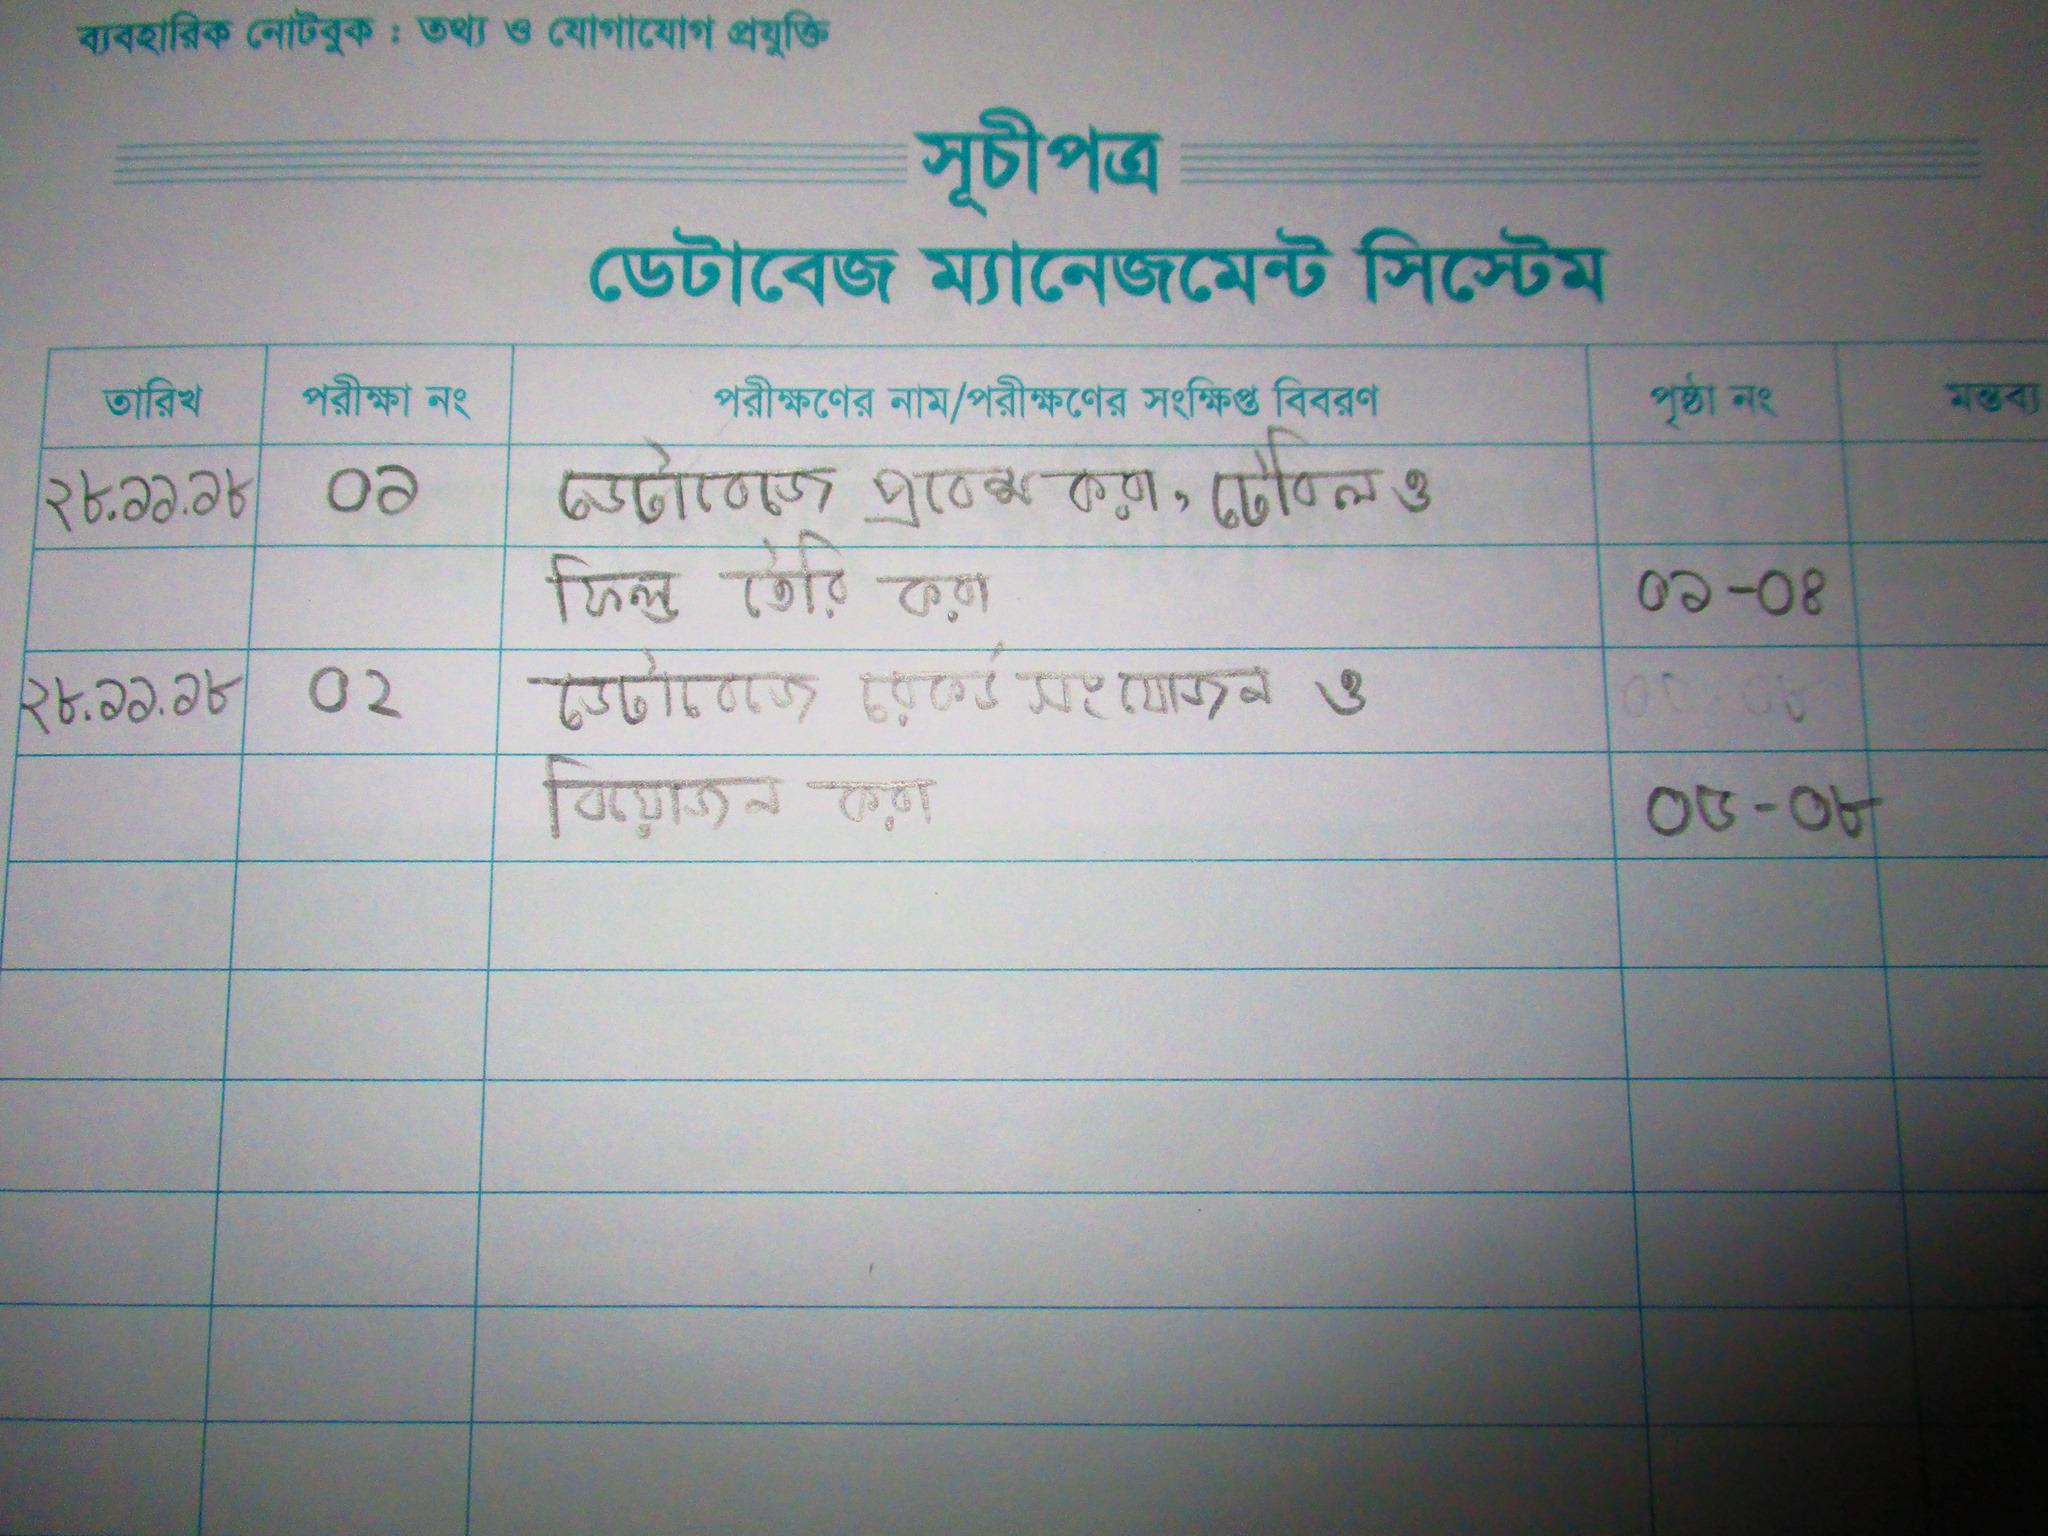 ব্যবহারিক নোটবুক : তথ্য ও যোগাযোগ প্রযুক্তি
সূচীপত্র
ডেটাবেজ ম্যানেজমেন্ট সিস্টেম
তারিখ পরীক্ষা নং পরীক্ষণের নাম/পরীক্ষণের সংক্ষিপ্ত বিবরণ পৃষ্ঠা নং মন্তব্য
২৮.১১.১৮ ০১ ডেটাবেজে প্রবেশ করা, টেবিল ও
ফিল্ড তৈরি করা ০১-০৪
২৮.১১.১৮ ০২ ডেটাবেজে রেকর্ড সংযোজন ও
বিয়োজন করা ০৫-০৮